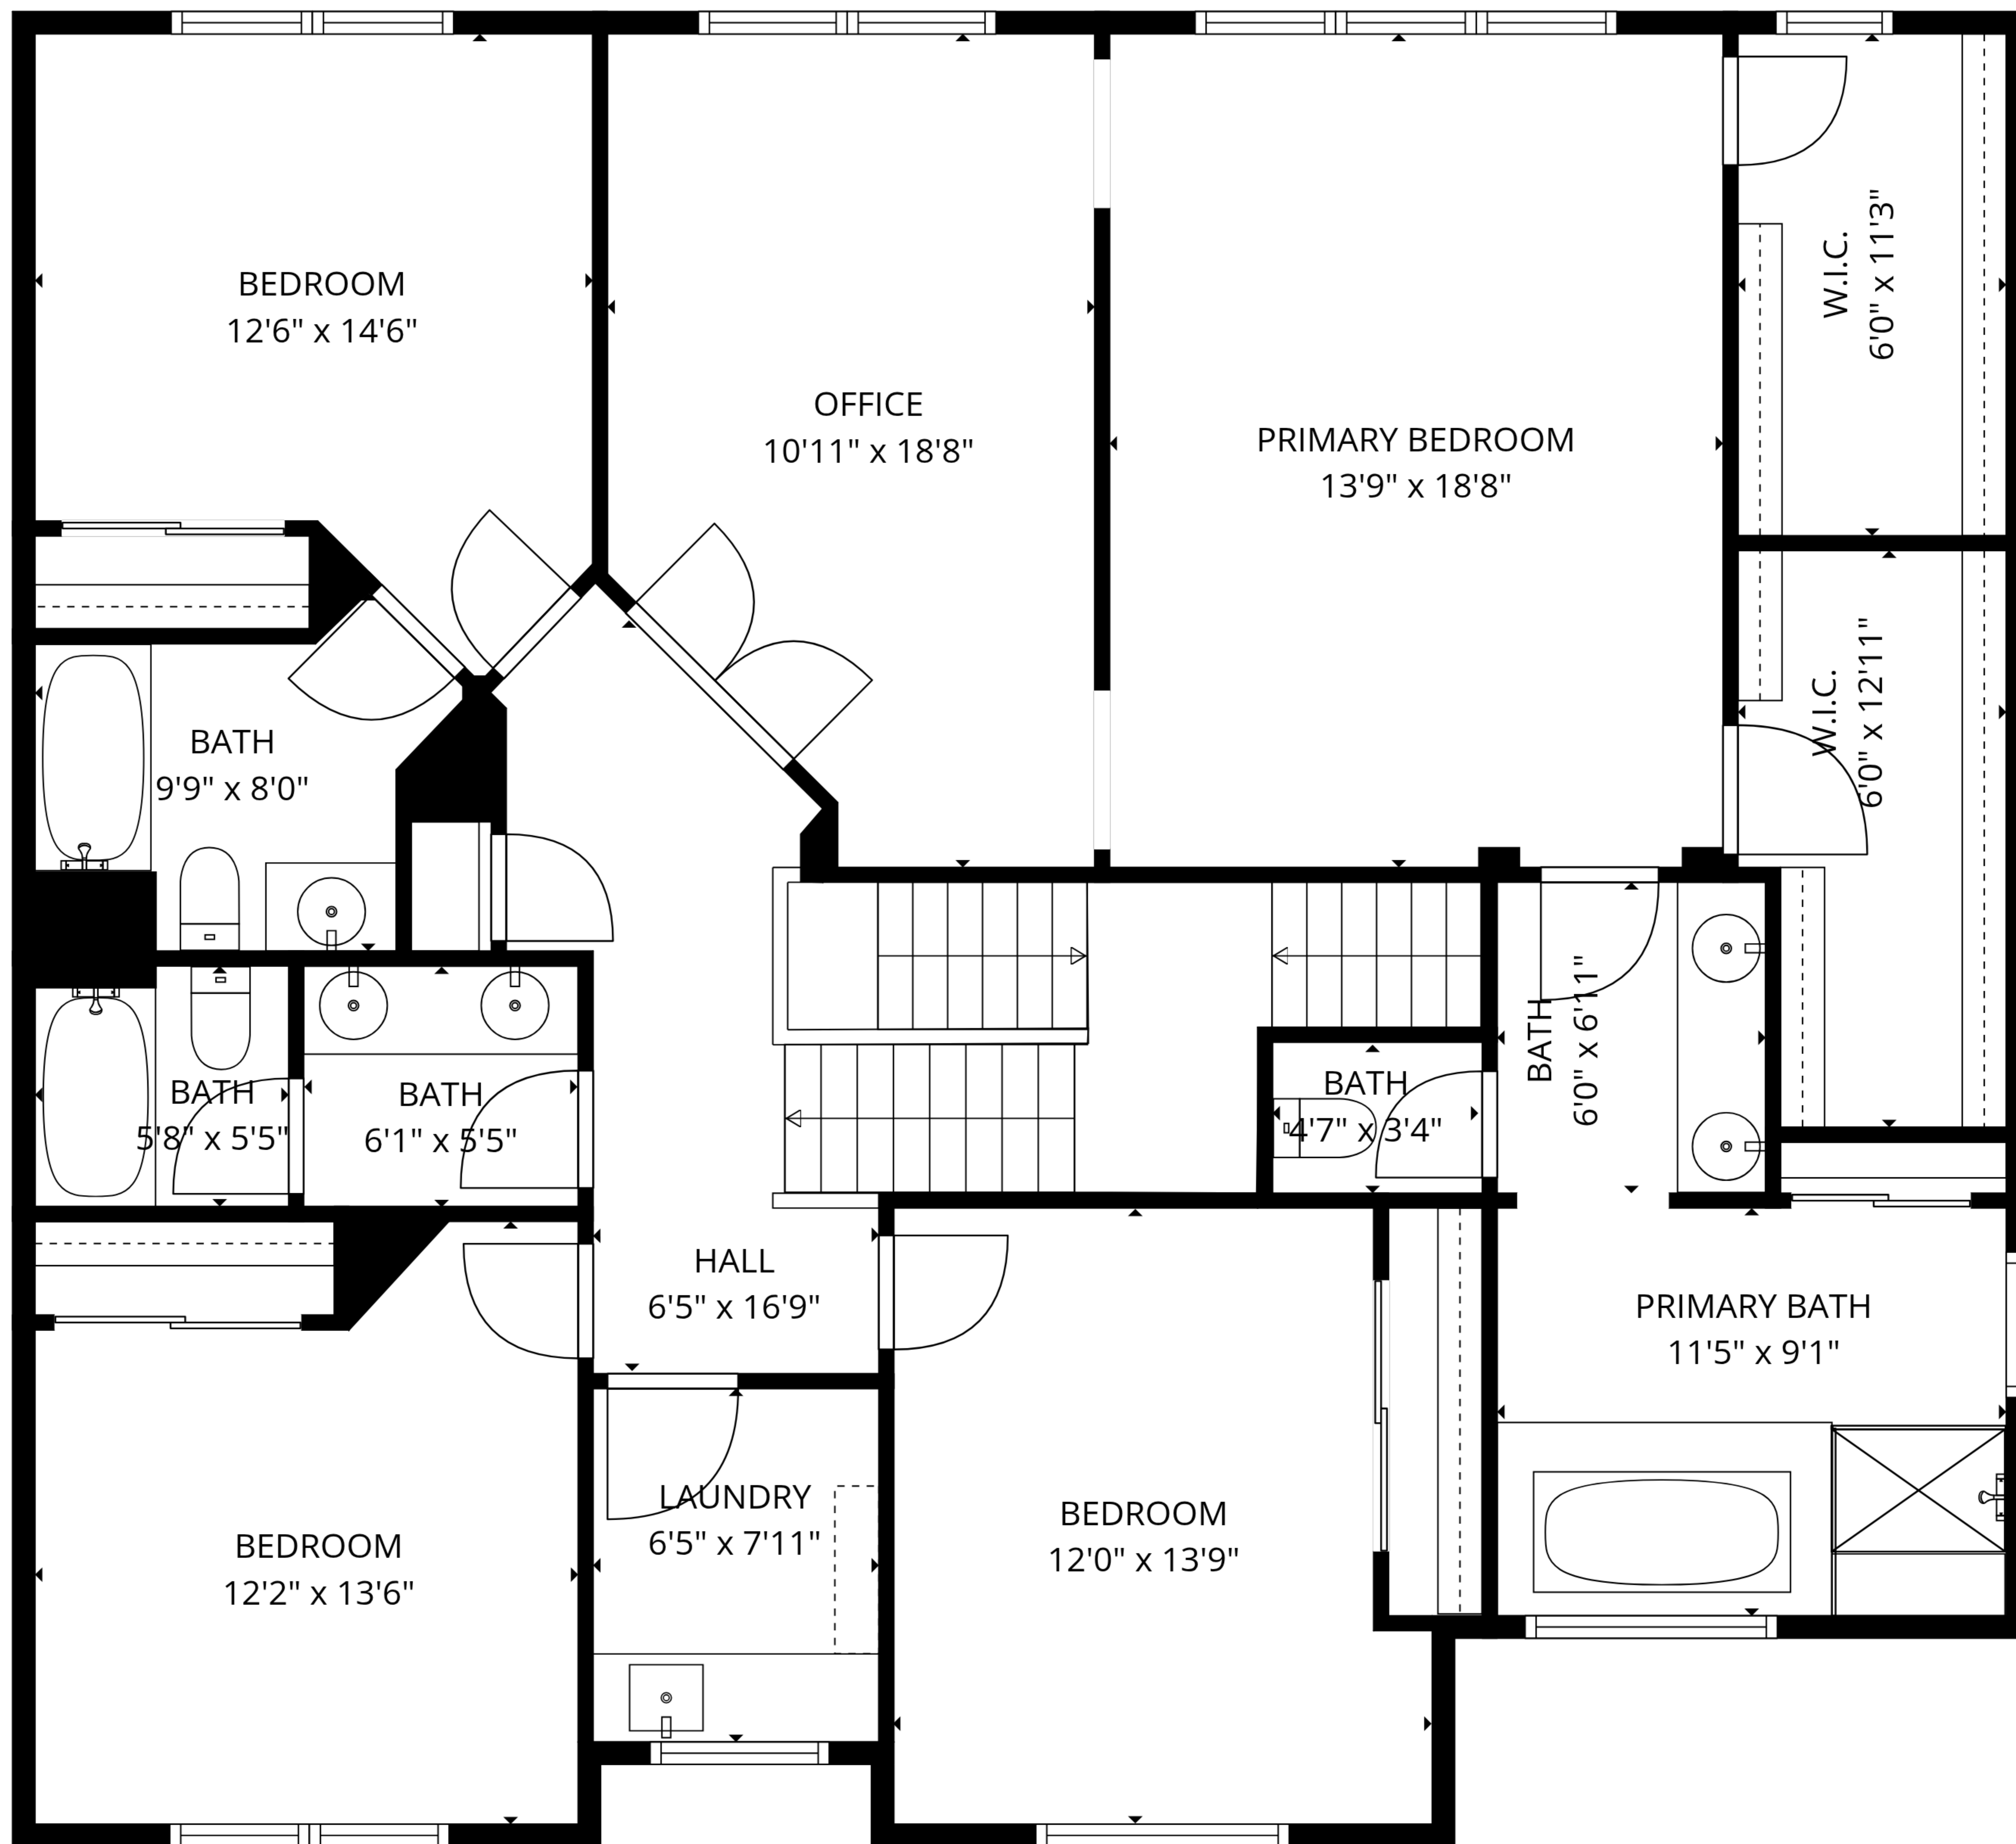 BEDROOM
12'6" x 14'6"
OFFICE
10'11" x 18'8"
PRIMARY BEDROOM
13'9" x 18'8"
W.I.C.
6'0" x 11'3"
W.I.C.
6'0" x 12'11"
BATH
9'9" x 8'0"
BATH
5'8" x 5'5"
BATH
6'1" x 5'5"
BATH
4'7" x 3'4"
BATH
6'0" x 6'11"
HALL
6'5" x 16'9"
PRIMARY BATH
11'5" x 9'1"
LAUNDRY
6'5" x 7'11"
BEDROOM
12'0" x 13'9"
BEDROOM
12'2" x 13'6"